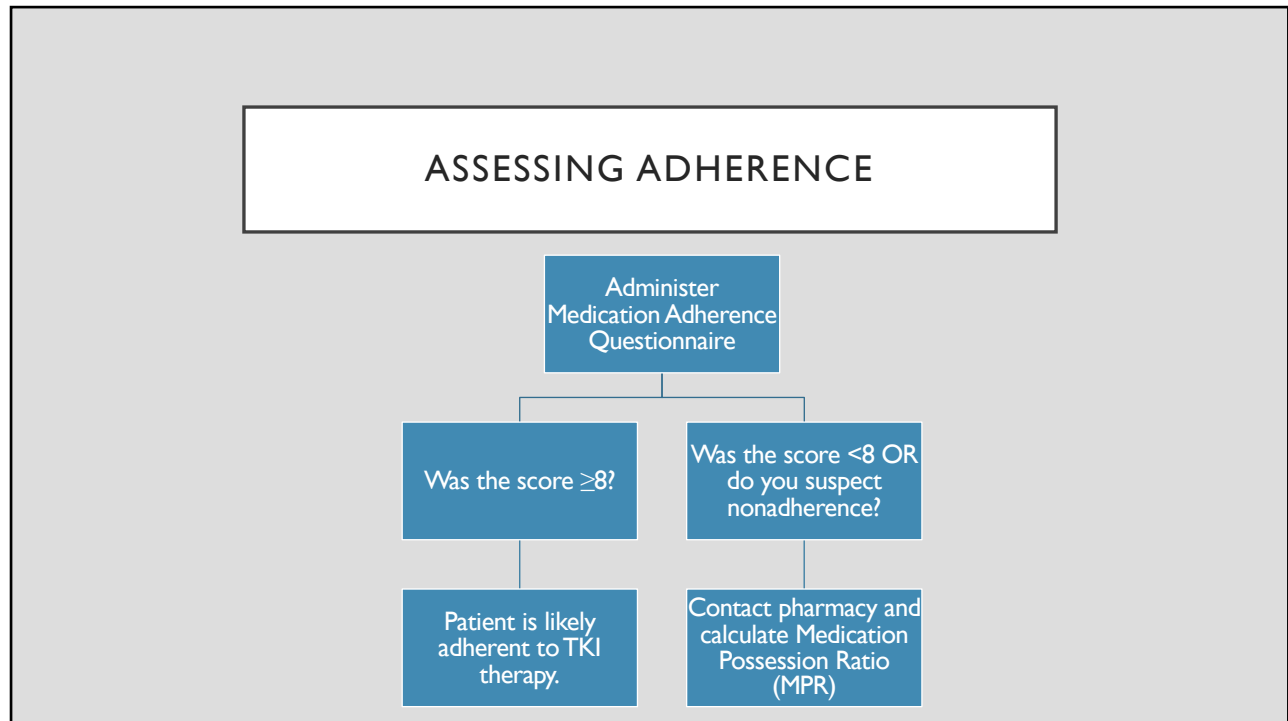 ASSESSING ADHERENCE
Administer
Medication Adherence
Questionnaire
Was the score ≥8?
Was the score <8 OR
do you suspect
nonadherence?
Patient is likely
adherent to TKI
therapy.
Contact pharmacy and
calculate Medication
Possession Ratio
(MPR)